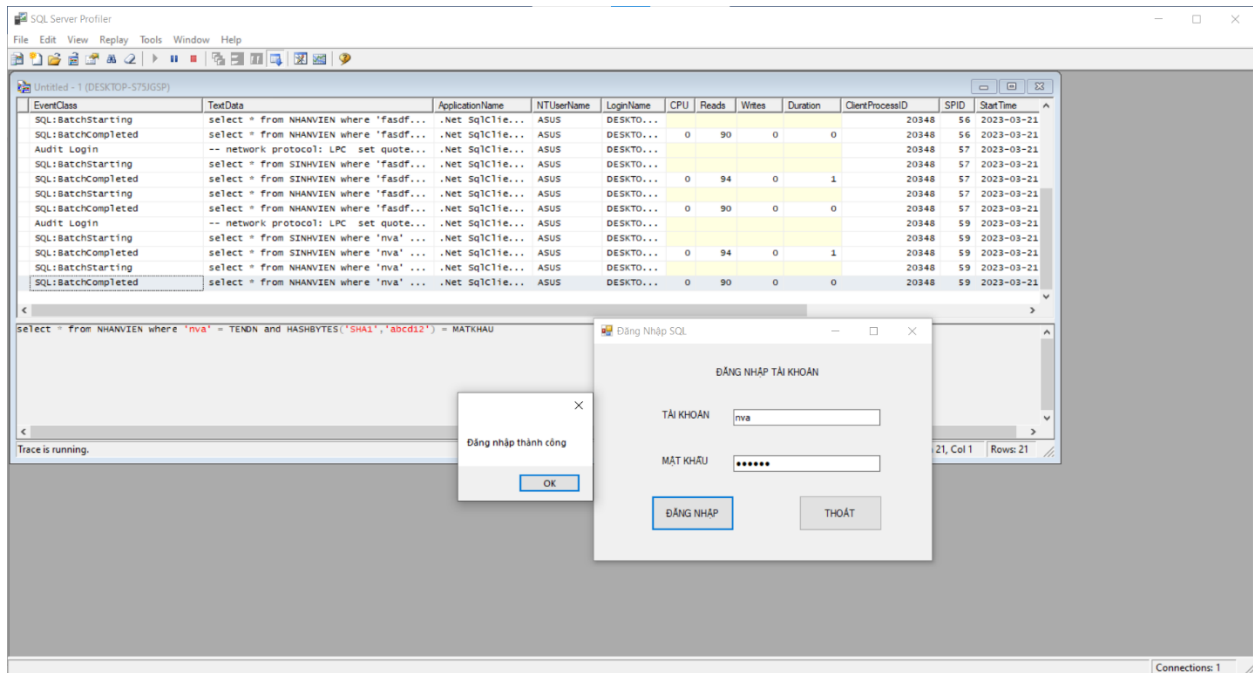 SQL Server Profiler
File Edit View Replay Tools Window Help
Untitled - 1 (DESKTOP-S75JGSP)
EventClass TextData ApplicationName NTUserName LoginName CPU Reads Writes Duration ClientProcessID SPID StartTime
SQL:BatchStarting select * from NHANVIEN where 'fasdf... .Net SqlClie... ASUS DESKTO... 20348 56 2023-03-21
SQL:BatchCompleted select * from NHANVIEN where 'fasdf... .Net SqlClie... ASUS DESKTO... 0 90 0 0 20348 56 2023-03-21
Audit Login -- network protocol: LPC set quote... .Net SqlClie... ASUS DESKTO... 20348 57 2023-03-21
SQL:BatchStarting select * from SINHVIEN where 'fasdf... .Net SqlClie... ASUS DESKTO... 20348 57 2023-03-21
SQL:BatchCompleted select * from SINHVIEN where 'fasdf... .Net SqlClie... ASUS DESKTO... 0 94 0 1 20348 57 2023-03-21
SQL:BatchStarting select * from NHANVIEN where 'fasdf... .Net SqlClie... ASUS DESKTO... 20348 57 2023-03-21
SQL:BatchCompleted select * from NHANVIEN where 'fasdf... .Net SqlClie... ASUS DESKTO... 0 90 0 0 20348 57 2023-03-21
Audit Login -- network protocol: LPC set quote... .Net SqlClie... ASUS DESKTO... 20348 59 2023-03-21
SQL:BatchStarting select * from SINHVIEN where 'nva' ... .Net SqlClie... ASUS DESKTO... 20348 59 2023-03-21
SQL:BatchCompleted select * from SINHVIEN where 'nva' ... .Net SqlClie... ASUS DESKTO... 0 94 0 1 20348 59 2023-03-21
SQL:BatchStarting select * from NHANVIEN where 'nva' ... .Net SqlClie... ASUS DESKTO... 20348 59 2023-03-21
SQL:BatchCompleted select * from NHANVIEN where 'nva' ... .Net SqlClie... ASUS DESKTO... 0 90 0 0 20348 59 2023-03-21
select * from NHANVIEN where 'nva' = TENDN and HASHBYTES('SHA1','abcd12') = MATKHAU
Đăng Nhập SQL
ĐĂNG NHẬP TÀI KHOẢN
TÀI KHOẢN nva
MẬT KHẨU ●●●●●●
ĐĂNG NHẬP THOÁT
Đăng nhập thành công
OK
Trace is running. 21, Col 1 Rows: 21
Connections: 1